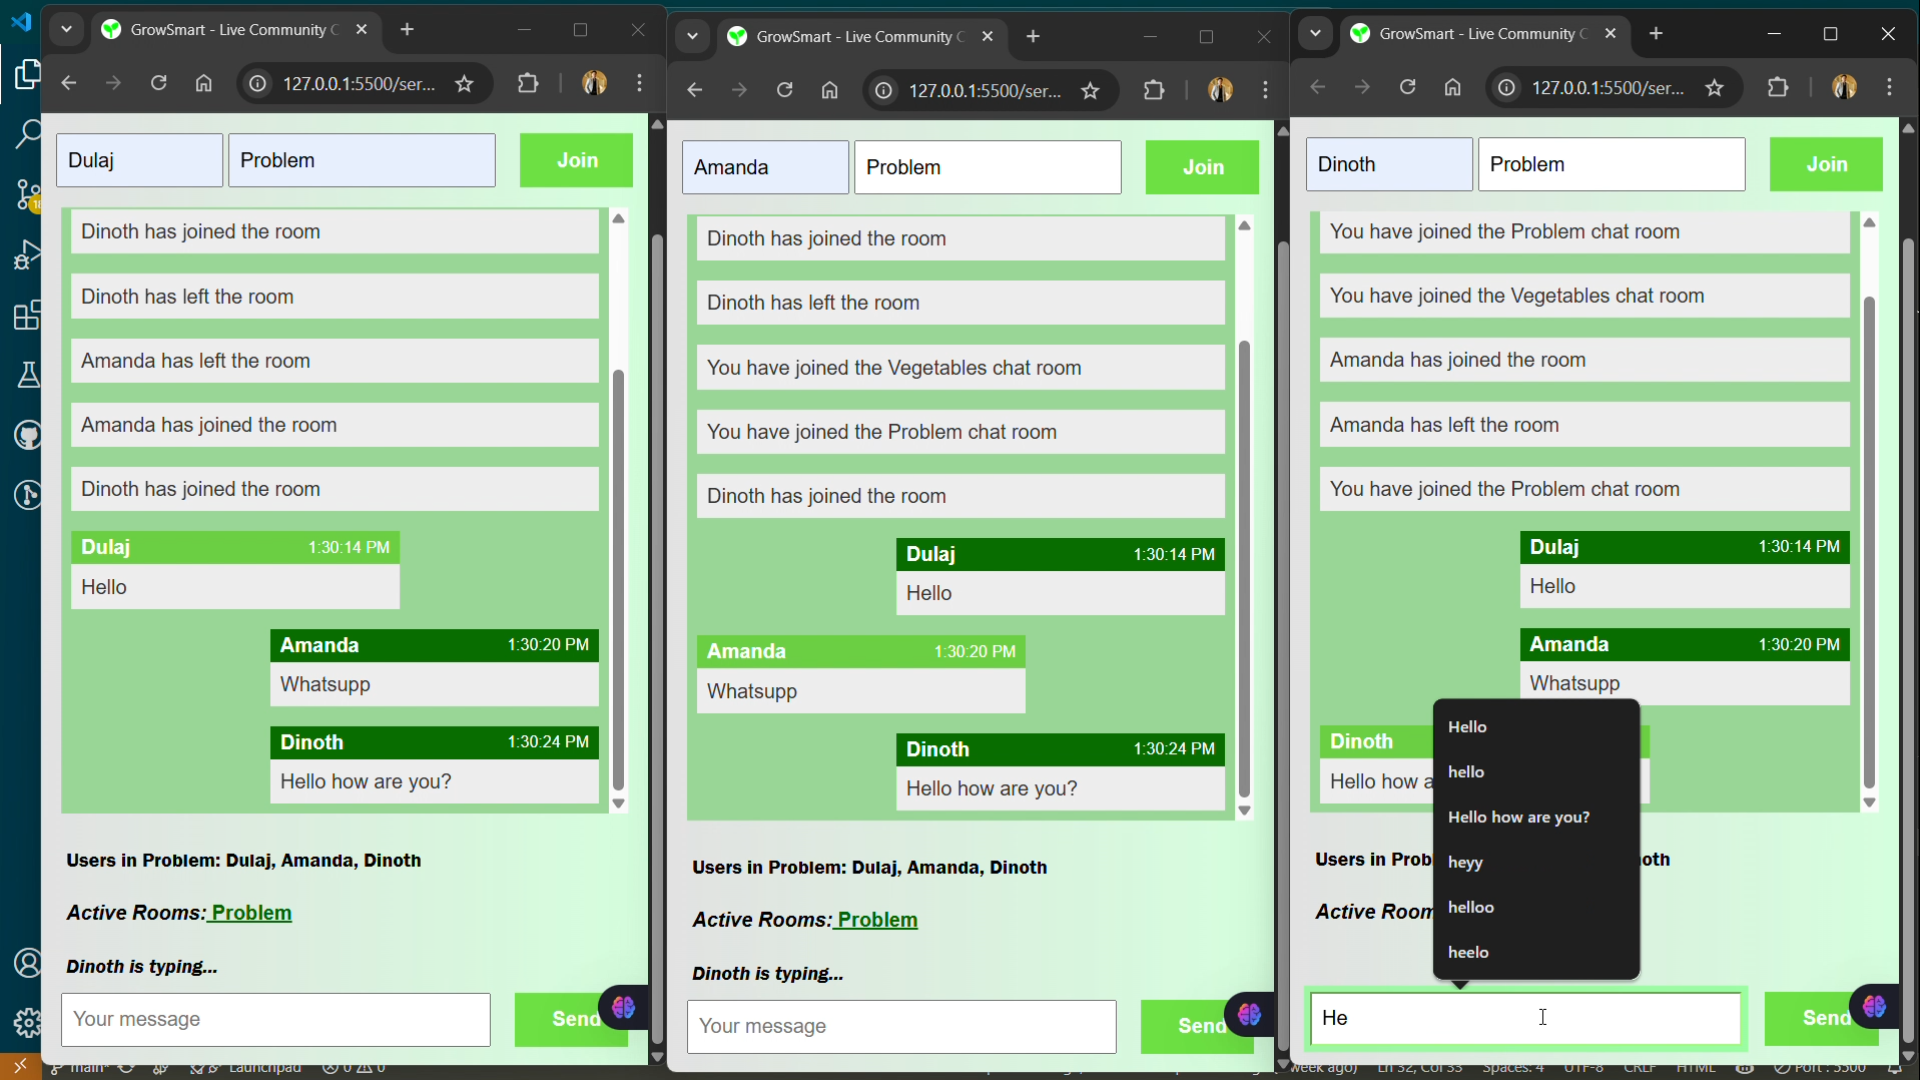 GrowSmart - Live Community C
127.0.0.1:5500/ser...
Dulaj
Problem
Join
Dinoth has joined the room
Dinoth has left the room
Amanda has left the room
Amanda has joined the room
Dinoth has joined the room
Dulaj 1:30:14 PM
Hello
Amanda 1:30:20 PM
Whatsupp
Dinoth 1:30:24 PM
Hello how are you?
Users in Problem: Dulaj, Amanda, Dinoth
Active Rooms: Problem
Dinoth is typing...
Your message
Send
GrowSmart - Live Community C
127.0.0.1:5500/ser...
Amanda
Problem
Join
Dinoth has joined the room
Dinoth has left the room
You have joined the Vegetables chat room
You have joined the Problem chat room
Dinoth has joined the room
Dulaj 1:30:14 PM
Hello
Amanda 1:30:20 PM
Whatsupp
Dinoth 1:30:24 PM
Hello how are you?
Users in Problem: Dulaj, Amanda, Dinoth
Active Rooms: Problem
Dinoth is typing...
Your message
Send
GrowSmart - Live Community C
127.0.0.1:5500/ser...
Dinoth
Problem
Join
You have joined the Problem chat room
You have joined the Vegetables chat room
Amanda has joined the room
Amanda has left the room
You have joined the Problem chat room
Dulaj 1:30:14 PM
Hello
Amanda 1:30:20 PM
Whatsupp
Dinoth
Hello how a
Users in Prob oth
Active Room
Hello
hello
Hello how are you?
heyy
helloo
heelo
He
Send
main* Launchpad 0 0 week ago) Ln 32, Col 33 Spaces: 4 UTF-8 CRLF HTML Port : 5500